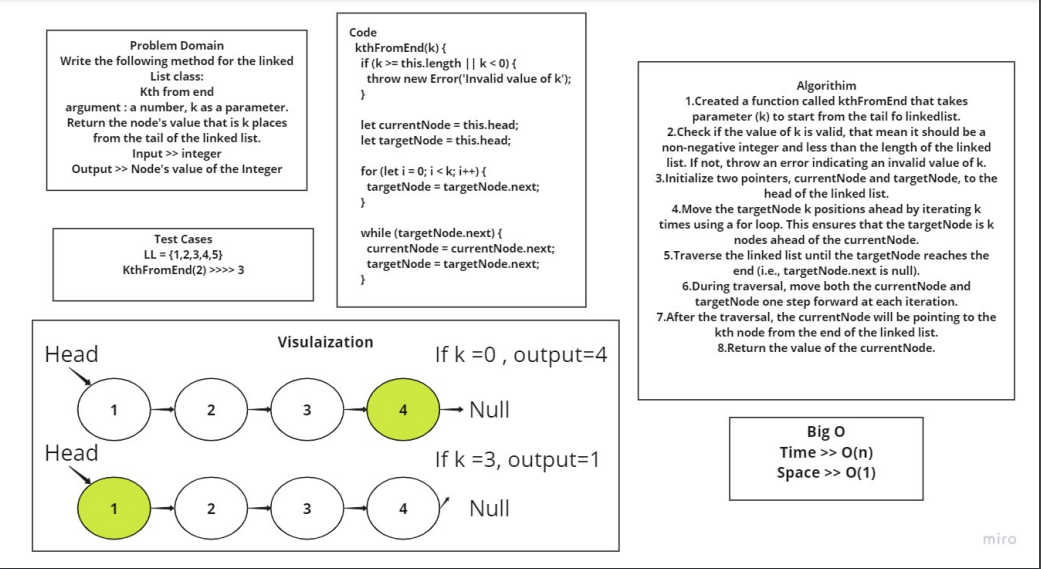 Problem Domain
Write the following method for the linked
List class:
Kth from end
argument : a number, k as a parameter.
Return the node's value that is k places
from the tail of the linked list.
Input >> integer
Output >> Node's value of the Integer
Test Cases
LL = {1,2,3,4,5}
KthFromEnd(2) >>>> 3
Code
kthFromEnd(k) {
if (k >= this.length || k < 0) {
throw new Error('Invalid value of k');
}
let currentNode = this.head;
let targetNode = this.head;
for (let i = 0; i < k; i++) {
targetNode = targetNode.next;
}
while (targetNode.next) {
currentNode = currentNode.next;
targetNode = targetNode.next;
}
Algorithim
1.Created a function called kthFromEnd that takes
parameter (k) to start from the tail fo linkedlist.
2.Check if the value of k is valid, that mean it should be a
non-negative integer and less than the length of the linked
list. If not, throw an error indicating an invalid value of k.
3.Initialize two pointers, currentNode and targetNode, to the
head of the linked list.
4.Move the targetNode k positions ahead by iterating k
times using a for loop. This ensures that the targetNode is k
nodes ahead of the currentNode.
5.Traverse the linked list until the targetNode reaches the
end (i.e., targetNode.next is null).
6.During traversal, move both the currentNode and
targetNode one step forward at each iteration.
7.After the traversal, the currentNode will be pointing to the
kth node from the end of the linked list.
8.Return the value of the currentNode.
Visulaization
Head
If k =0 , output=4
1 2 3 4 Null
Head
If k =3, output=1
1 2 3 4 Null
Big O
Time >> O(n)
Space >> O(1)
miro